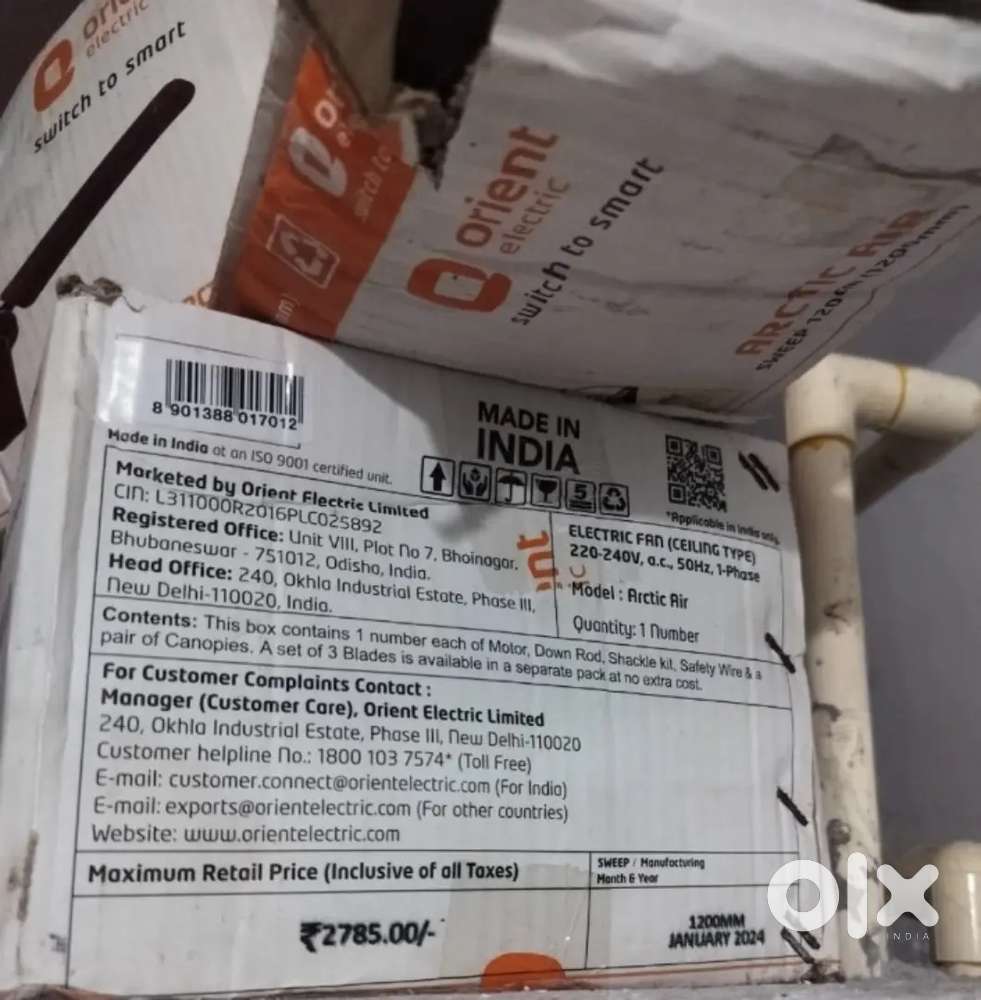 orient
electric
switch to smart
orient
electric
switch to smart
ARCTIC AIR
SWEEP 120cm (1200mm)
8 901388 017012
Made in India at an ISO 9001 certified unit.
MADE IN
INDIA
5
*Applicable in India only
Marketed by Orient Electric Limited
CIN: L311000R2016PLC025892
Registered Office: Unit VIII, Plot No 7, Bhoinagar,
Bhubaneswar - 751012, Odisha, India.
Head Office: 240, Okhla Industrial Estate, Phase III,
New Delhi-110020, India.
ELECTRIC FAN (CEILING TYPE)
220-240V, a.c., 50Hz, 1-Phase
Model : Arctic Air
Quantity: 1 Number
Contents: This box contains 1 number each of Motor, Down Rod, Shackle kit, Safety Wire & a
pair of Canopies. A set of 3 Blades is available in a separate pack at no extra cost.
For Customer Complaints Contact :
Manager (Customer Care), Orient Electric Limited
240, Okhla Industrial Estate, Phase III, New Delhi-110020
Customer helpline No.: 1800 103 7574* (Toll Free)
E-mail: customer.connect@orientelectric.com (For India)
E-mail: exports@orientelectric.com (For other countries)
Website: www.orientelectric.com
Maximum Retail Price (Inclusive of all Taxes)
SWEEP / Manufacturing
Month & Year
₹2785.00/-
1200MM
JANUARY 2024
olx
INDIA